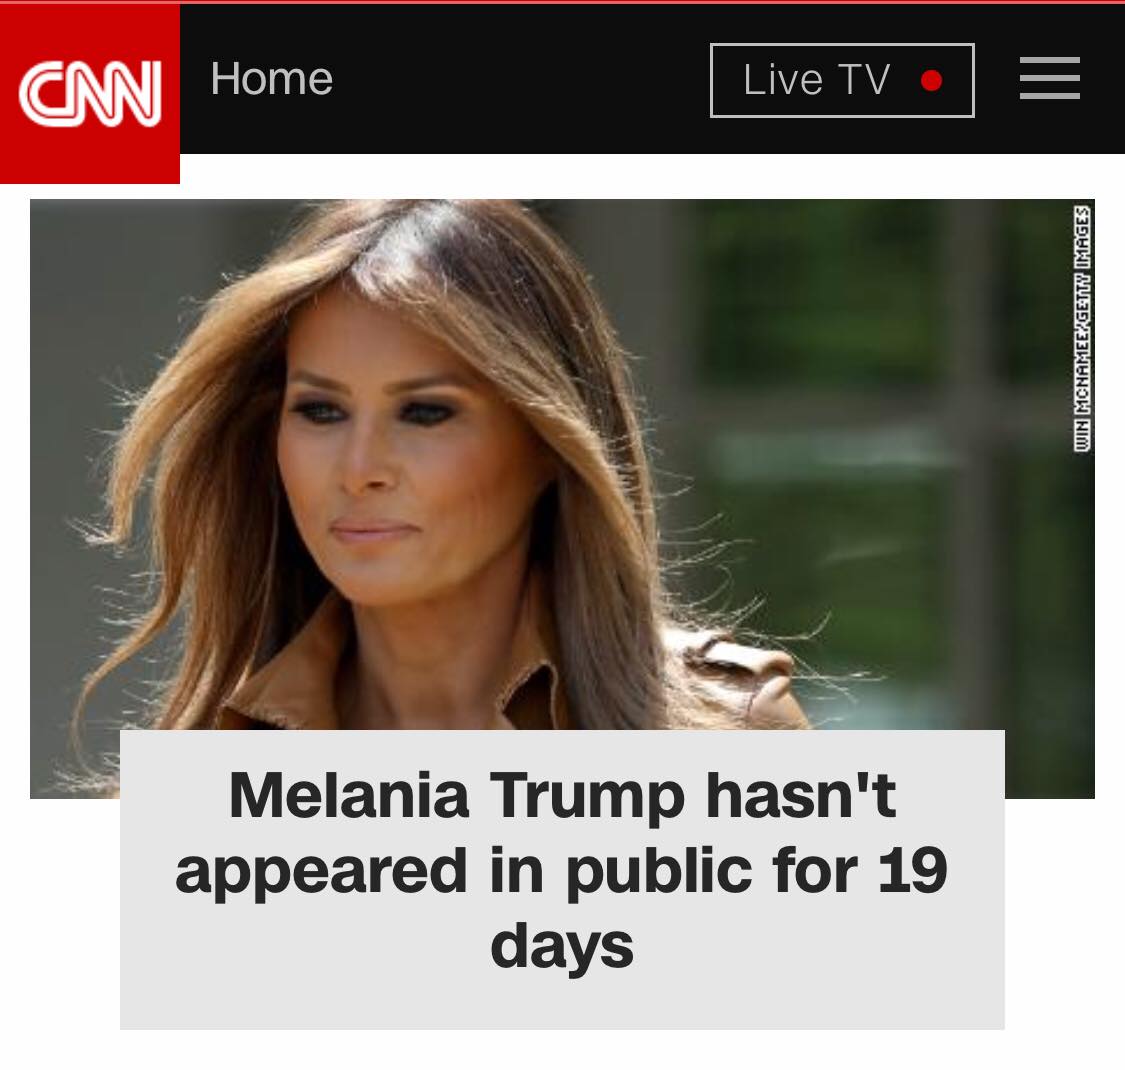 CNN
Home
Live TV
WIN MCNAMEE/GETTY IMAGES
Melania Trump hasn't
appeared in public for 19
days